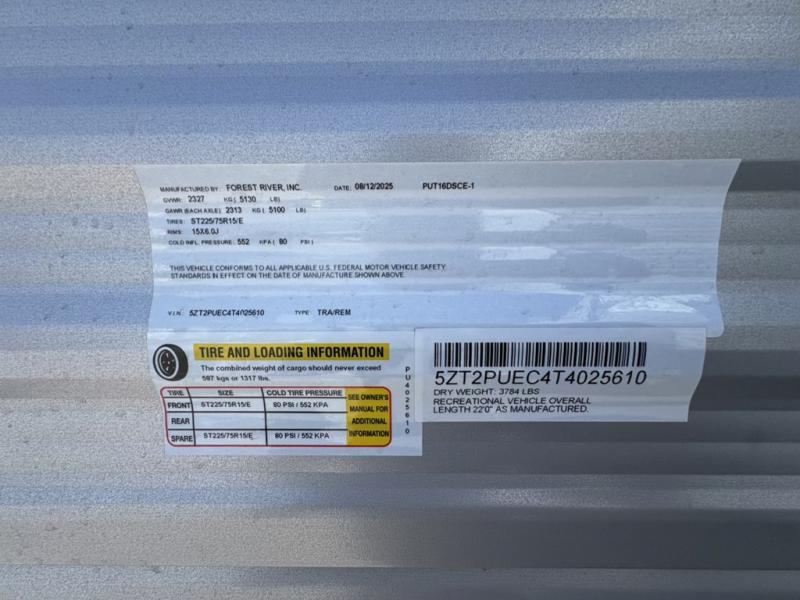 MANUFACTURED BY: FOREST RIVER, INC. DATE: 08/12/2025 PUT16DSCE-1
GVWR: 2327 KG ( 5130 LB)
GAWR (EACH AXLE) 2313 KG ( 5100 LB)
TIRES: ST225/75R15/E
RIMS: 15X6.0J
COLD INFL. PRESSURE: 552 KPA ( 80 PSI)
THIS VEHICLE CONFORMS TO ALL APPLICABLE U.S. FEDERAL MOTOR VEHICLE SAFETY
STANDARDS IN EFFECT ON THE DATE OF MANUFACTURE SHOWN ABOVE.
V.I.N.: 5ZT2PUEC4T4025610 TYPE: TRA/REM
TIRE AND LOADING INFORMATION
The combined weight of cargo should never exceed
597 kgs or 1317 lbs.
TIRE SIZE COLD TIRE PRESSURE
FRONT ST225/75R15/E 80 PSI / 552 KPA
REAR
SPARE ST225/75R15/E 80 PSI / 552 KPA
SEE OWNER'S
MANUAL FOR
ADDITIONAL
INFORMATION
PU4025610
5ZT2PUEC4T4025610
DRY WEIGHT: 3784 LBS
RECREATIONAL VEHICLE OVERALL
LENGTH 22'0" AS MANUFACTURED.